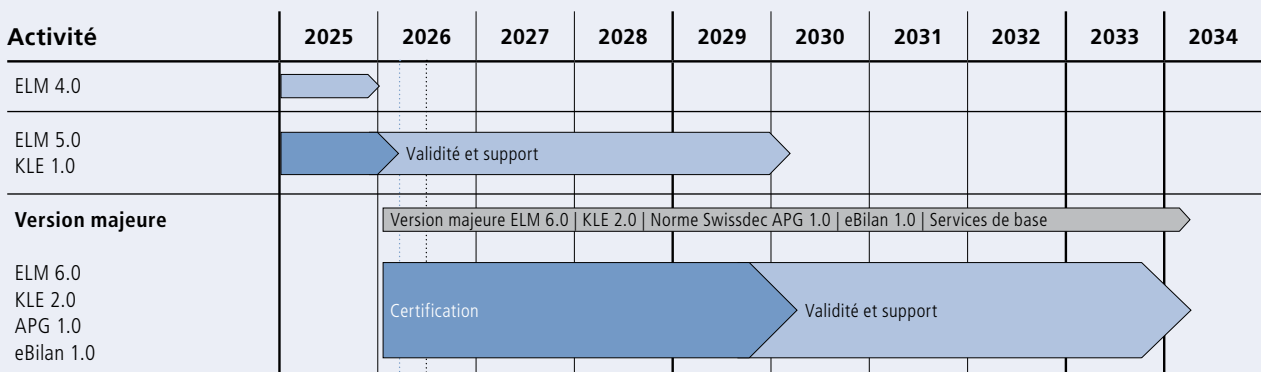 Activité 2025 2026 2027 2028 2029 2030 2031 2032 2033 2034
ELM 4.0
ELM 5.0
KLE 1.0
Validité et support
Version majeure
Version majeure ELM 6.0 | KLE 2.0 | Norme Swissdec APG 1.0 | eBilan 1.0 | Services de base
ELM 6.0
KLE 2.0
APG 1.0
eBilan 1.0
Certification
Validité et support